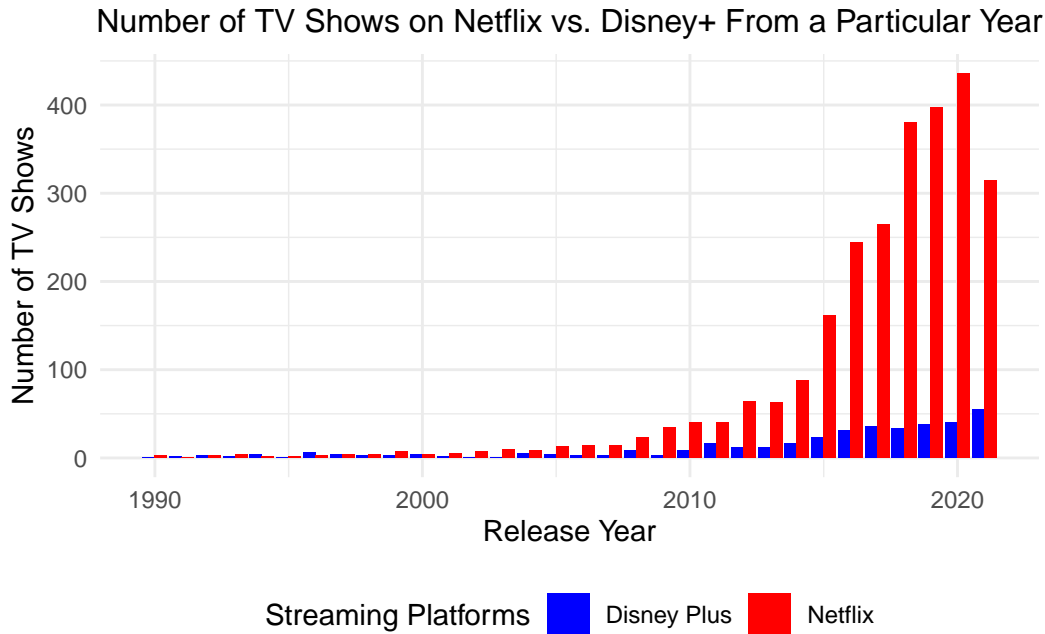 Number of TV Shows on Netflix vs. Disney+ From a Particular Year
Number of TV Shows
400
300
200
100
0
1990 2000 2010 2020
Release Year
Streaming Platforms Disney Plus Netflix